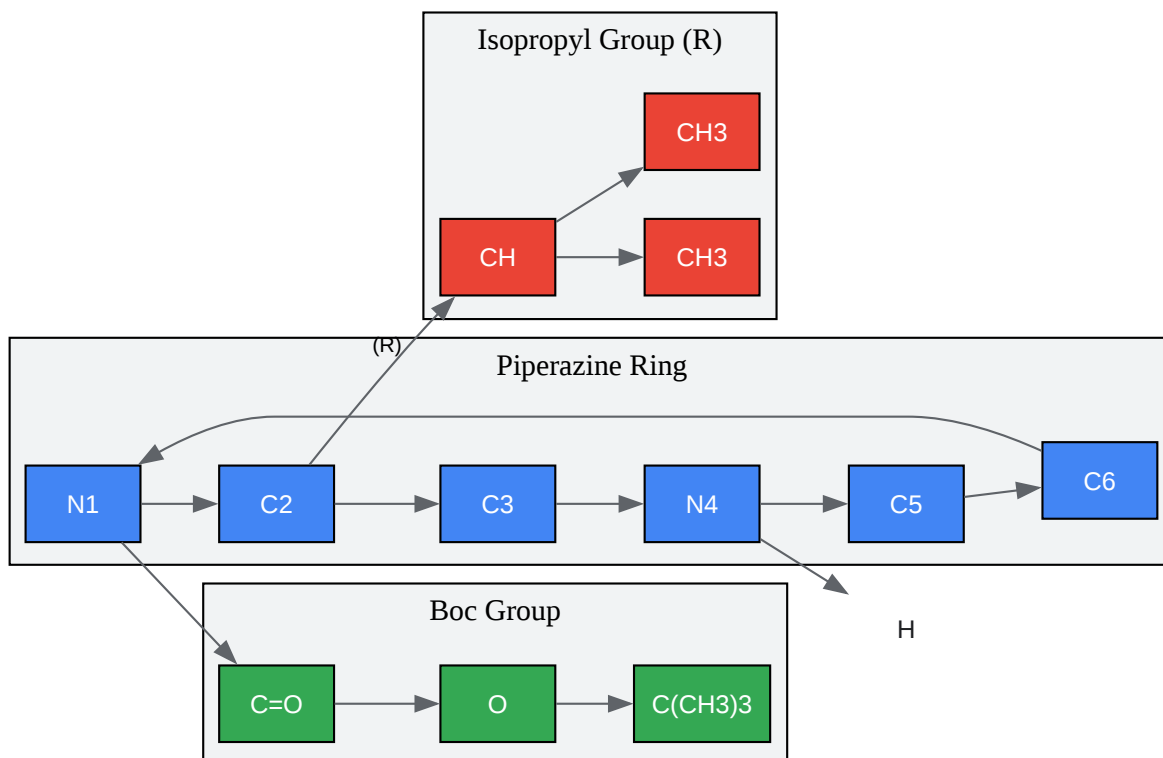 Isopropyl Group (R)
CH3
CH
CH3
(R)
Piperazine Ring
N1
C2
C3
N4
C5
C6
Boc Group
H
C=O
O
C(CH3)3